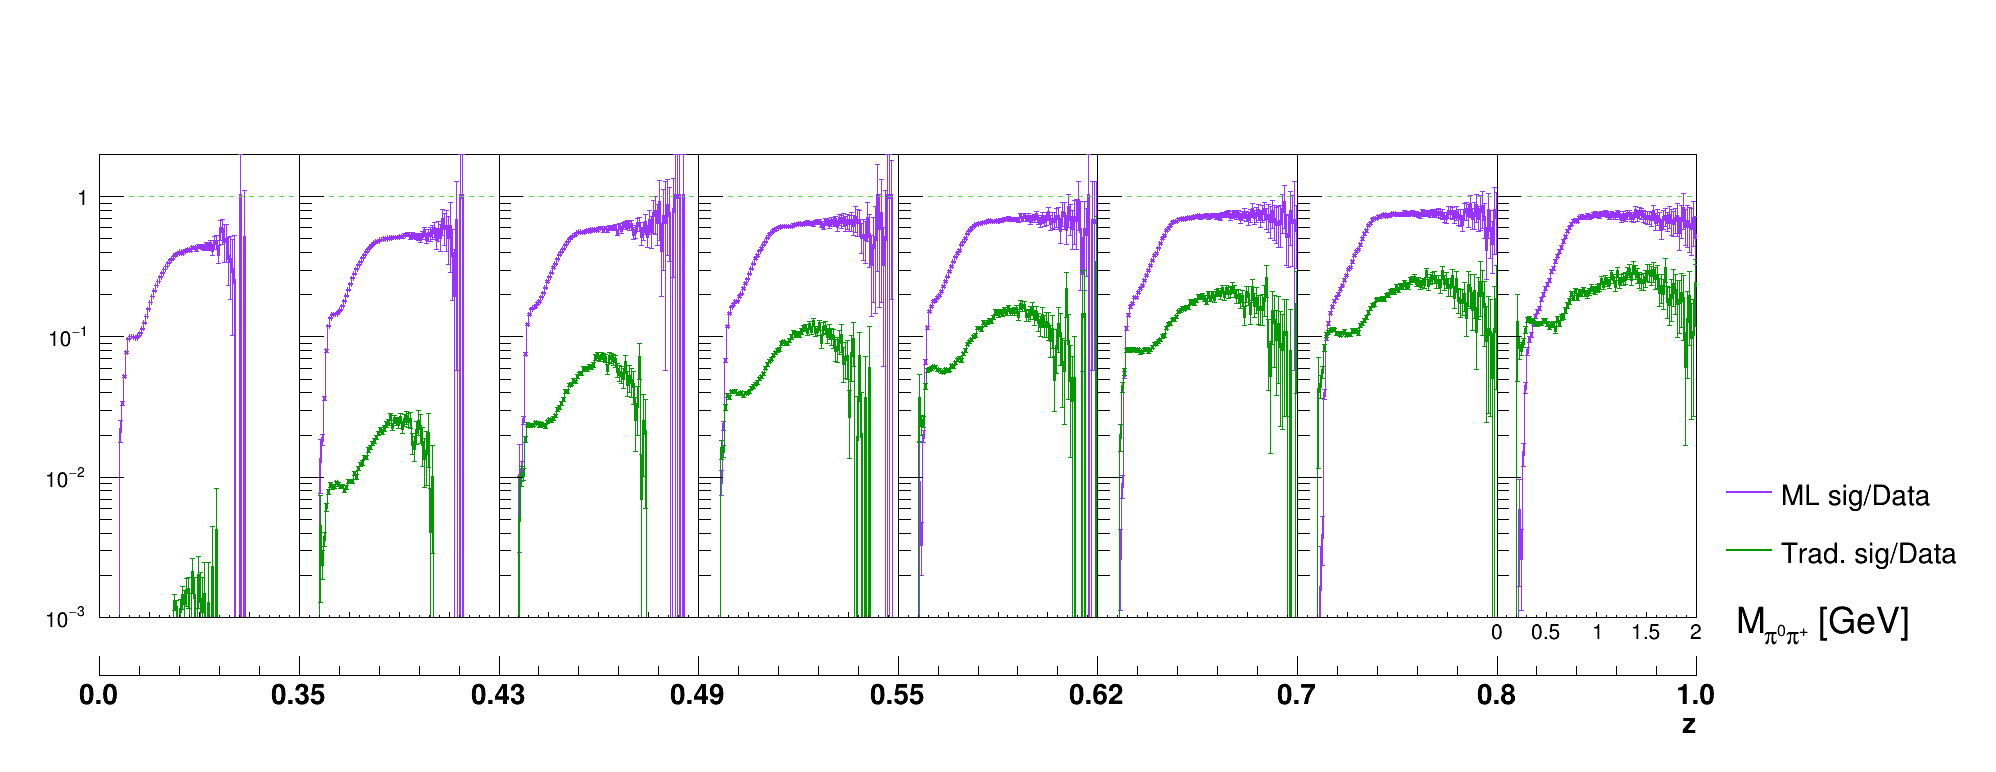 1
10⁻¹
10⁻²
10⁻³
ML sig/Data
Trad. sig/Data
0 0.5 1 1.5 2
M_{π⁰π⁺} [GeV]
0.0 0.35 0.43 0.49 0.55 0.62 0.7 0.8 1.0
z